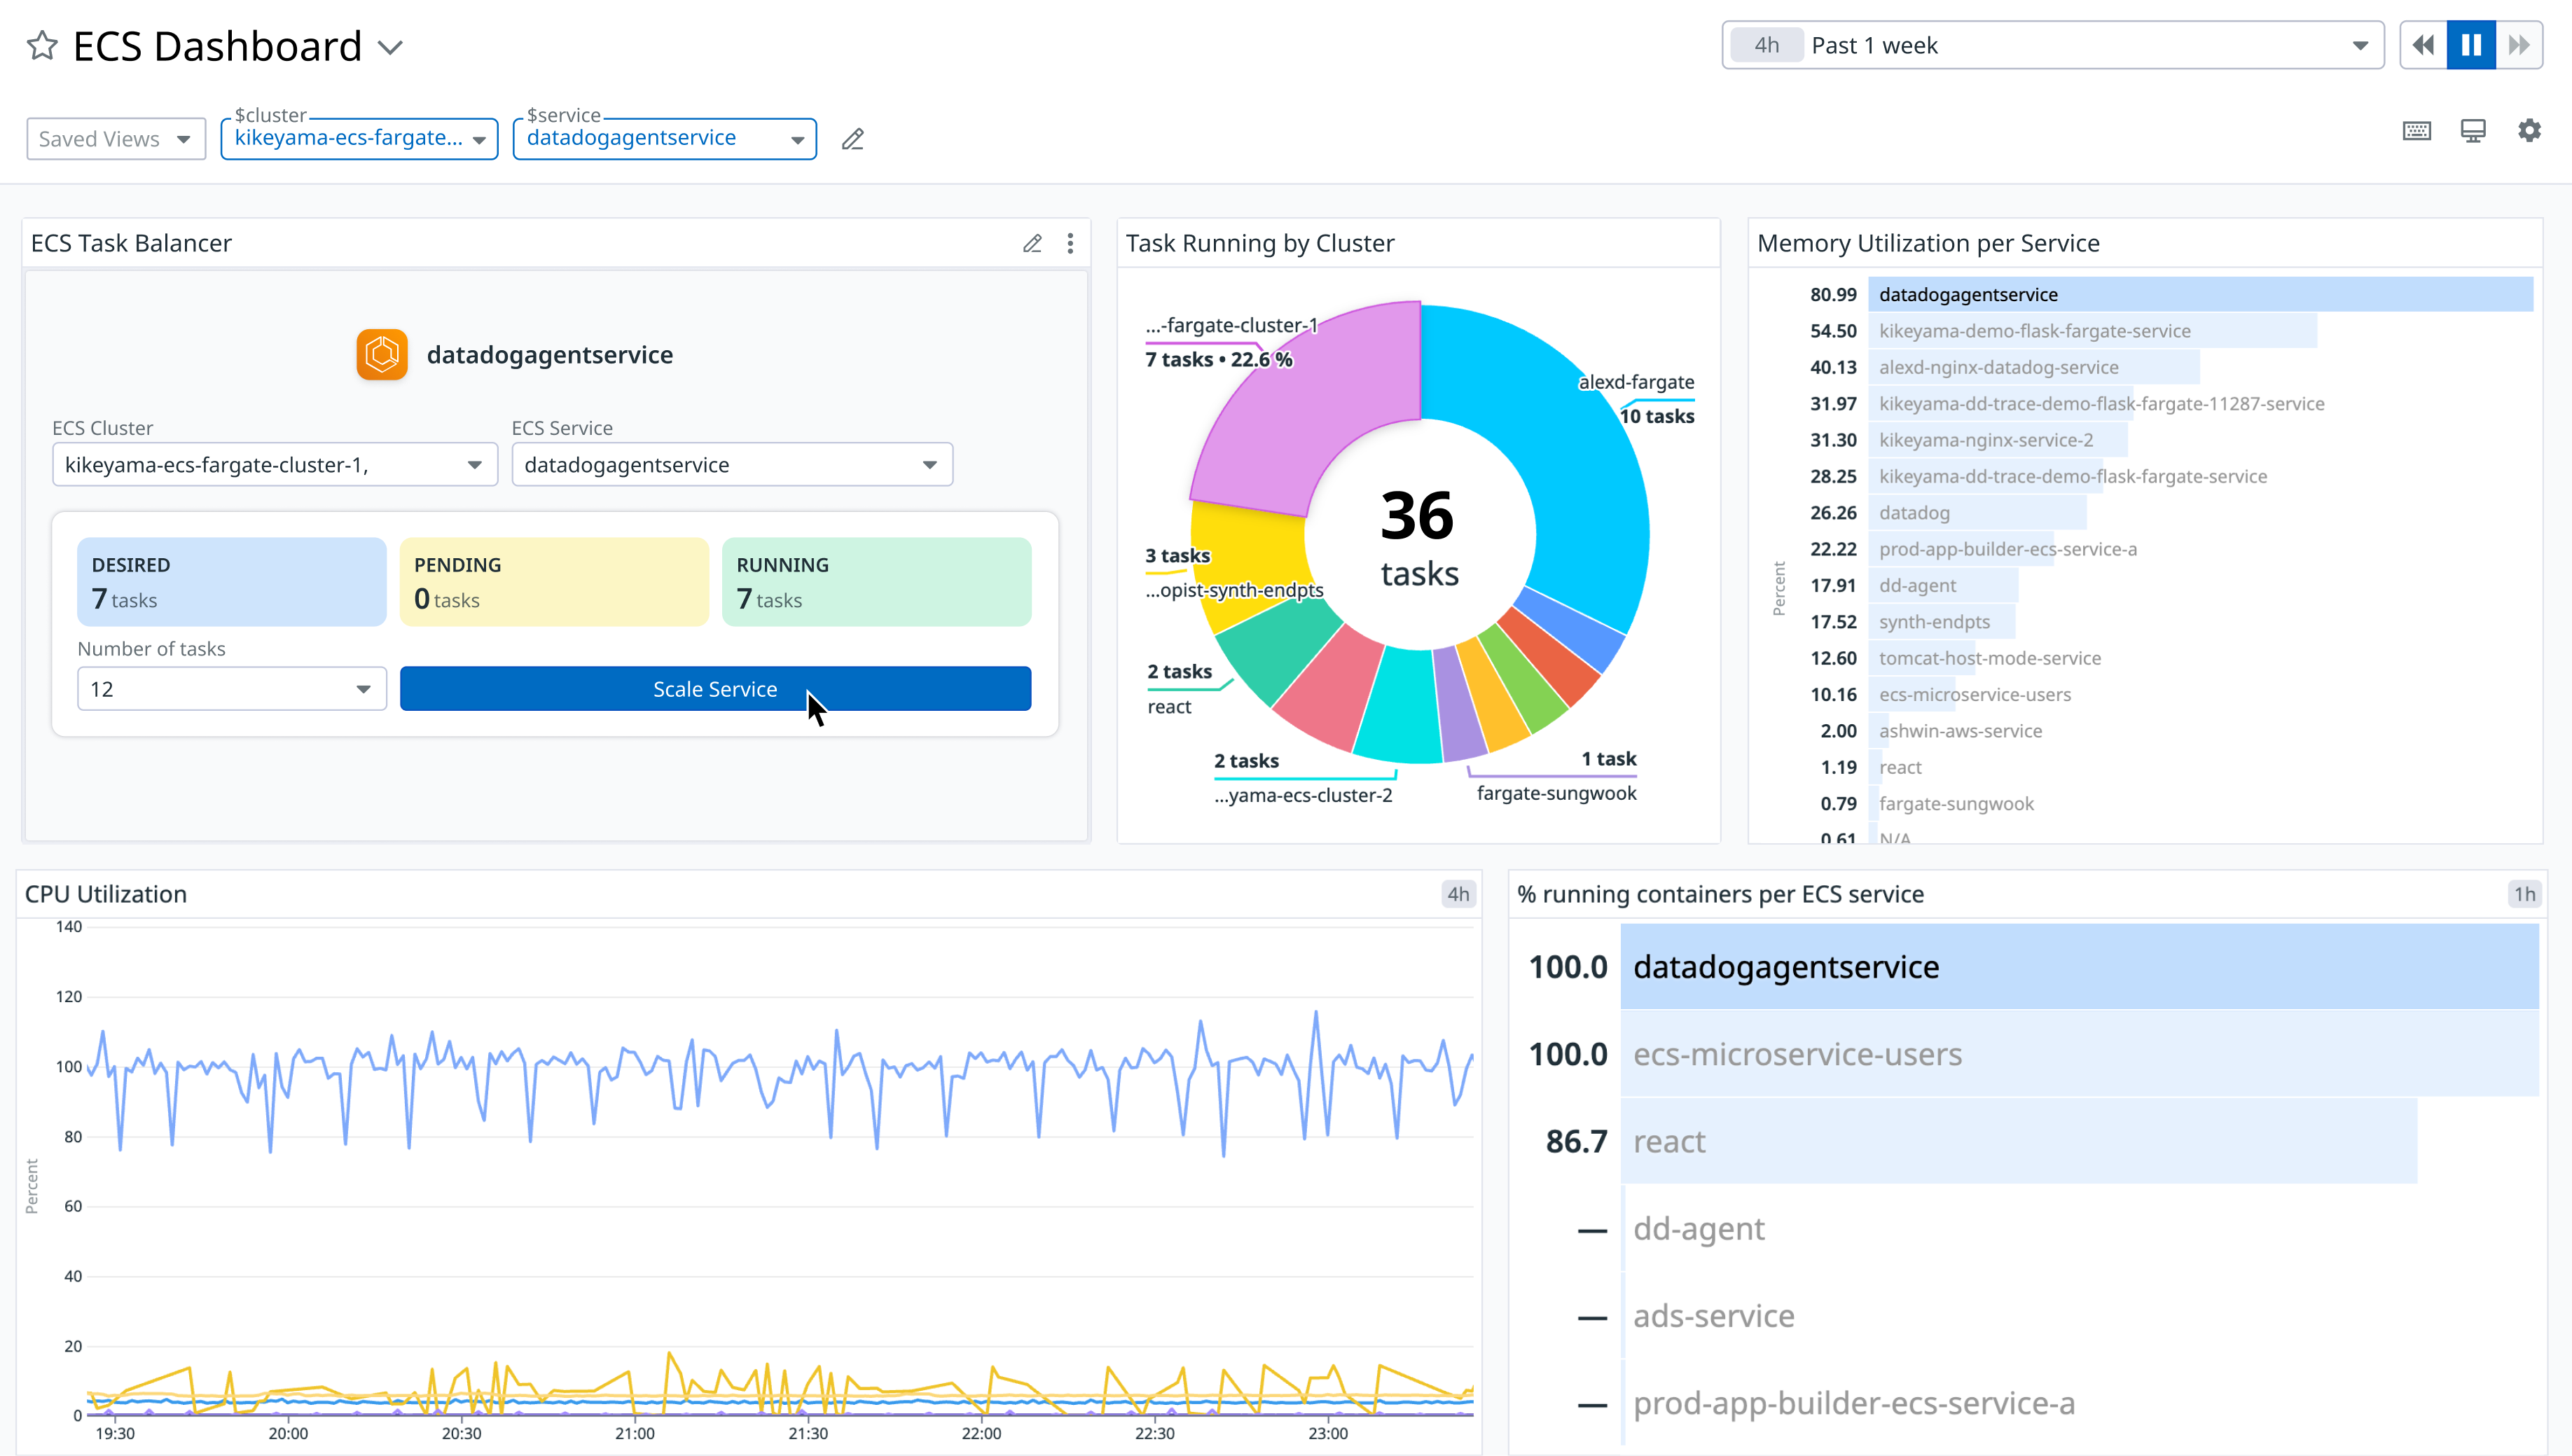 ECS Dashboard
4h Past 1 week
Saved Views
$cluster
kikeyama-ecs-fargate...
$service
datadogagentservice
ECS Task Balancer
datadogagentservice
ECS Cluster
kikeyama-ecs-fargate-cluster-1,
ECS Service
datadogagentservice
DESIRED
7 tasks
PENDING
0 tasks
RUNNING
7 tasks
Number of tasks
12
Scale Service
Task Running by Cluster
...-fargate-cluster-1
7 tasks • 22.6 %
alexd-fargate
10 tasks
36
tasks
3 tasks
...opist-synth-endpts
2 tasks
react
2 tasks
...yama-ecs-cluster-2
1 task
fargate-sungwook
Memory Utilization per Service
Percent
80.99 datadogagentservice
54.50 kikeyama-demo-flask-fargate-service
40.13 alexd-nginx-datadog-service
31.97 kikeyama-dd-trace-demo-flask-fargate-11287-service
31.30 kikeyama-nginx-service-2
28.25 kikeyama-dd-trace-demo-flask-fargate-service
26.26 datadog
22.22 prod-app-builder-ecs-service-a
17.91 dd-agent
17.52 synth-endpts
12.60 tomcat-host-mode-service
10.16 ecs-microservice-users
2.00 ashwin-aws-service
1.19 react
0.79 fargate-sungwook
0.61 N/A
CPU Utilization
4h
Percent
140
120
100
80
60
40
20
0
19:30 20:00 20:30 21:00 21:30 22:00 22:30 23:00
% running containers per ECS service
1h
100.0 datadogagentservice
100.0 ecs-microservice-users
86.7 react
— dd-agent
— ads-service
— prod-app-builder-ecs-service-a